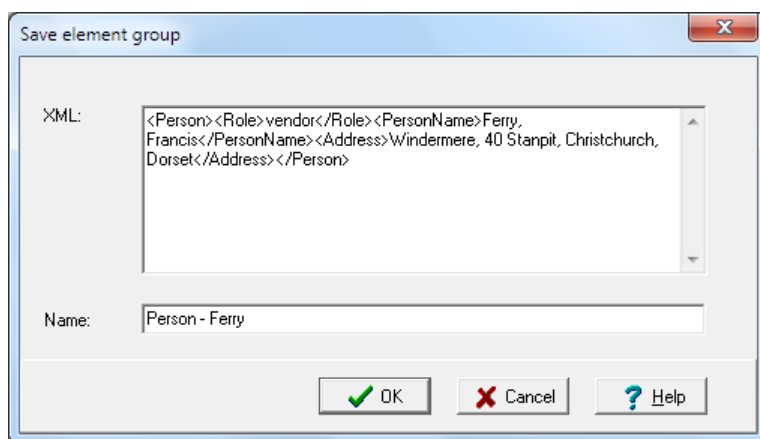 Save element group
XML:
<Person><Role>vendor</Role><PersonName>Ferry,
Francis</PersonName><Address>Windermere, 40 Stanpit, Christchurch,
Dorset</Address></Person>
Name:
Person - Ferry
OK
Cancel
Help